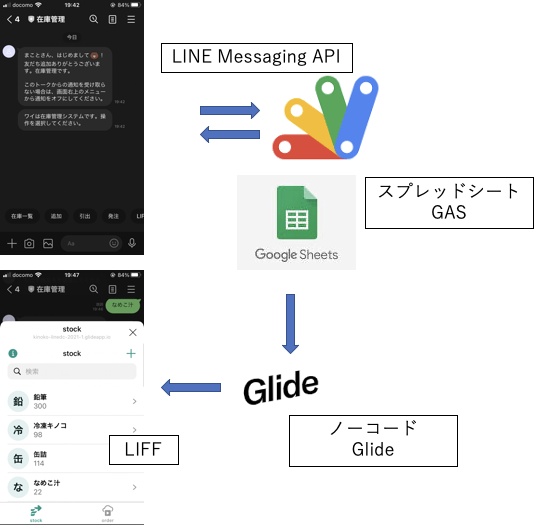 docomo 19:42 84%
4 在庫管理
今日
まことさん、はじめまして！
友だち追加ありがとうございま
す。在庫管理です。
このトークからの通知を受け取ら
ない場合は、画面右上のメニュー
から通知をオフにしてください。
19:42
ワイは在庫管理システムです。操
作を選択してください。
19:42
在庫一覧 追加 引出 発注 LIF
Aa
LINE Messaging API
スプレッドシート
GAS
Google Sheets
docomo 19:47 84%
4 在庫管理
なめこ汁
stock
stock
検索
鉛 鉛筆
300
冷 冷凍キノコ
98
缶 缶詰
114
な なめこ汁
22
stock order
LIFF
Glide
ノーコード
Glide